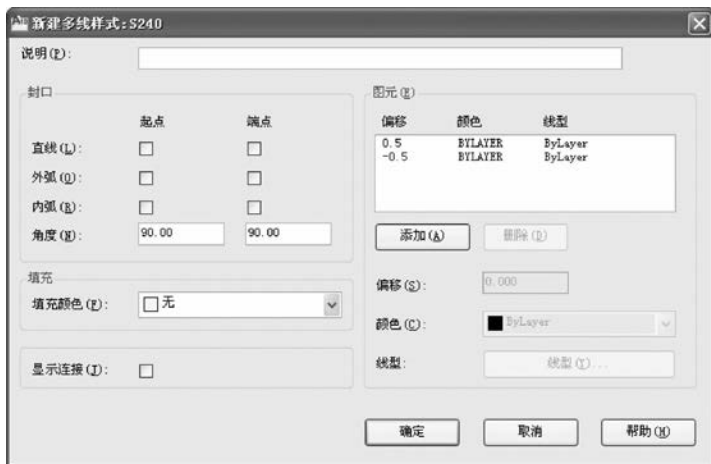 新建多线样式:S240
说明(P):
封口
起点 端点
直线(L):
外弧(O):
内弧(R):
角度(N): 90.00 90.00
填充
填充颜色(F): 无
显示连接(J):
图元(E)
偏移 颜色 线型
0.5 BYLAYER ByLayer
-0.5 BYLAYER ByLayer
添加(A) 删除(D)
偏移(S): 0.000
颜色(C): ByLayer
线型: 线型(Y)...
确定 取消 帮助(H)